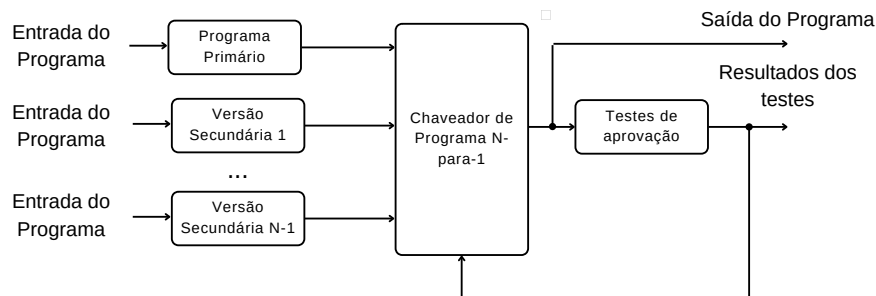 Entrada do
Programa
Programa
Primário
Entrada do
Programa
Versão
Secundária 1
...
Entrada do
Programa
Versão
Secundária N-1
Chaveador de
Programa N-
para-1
Saída do Programa
Testes de
aprovação
Resultados dos
testes